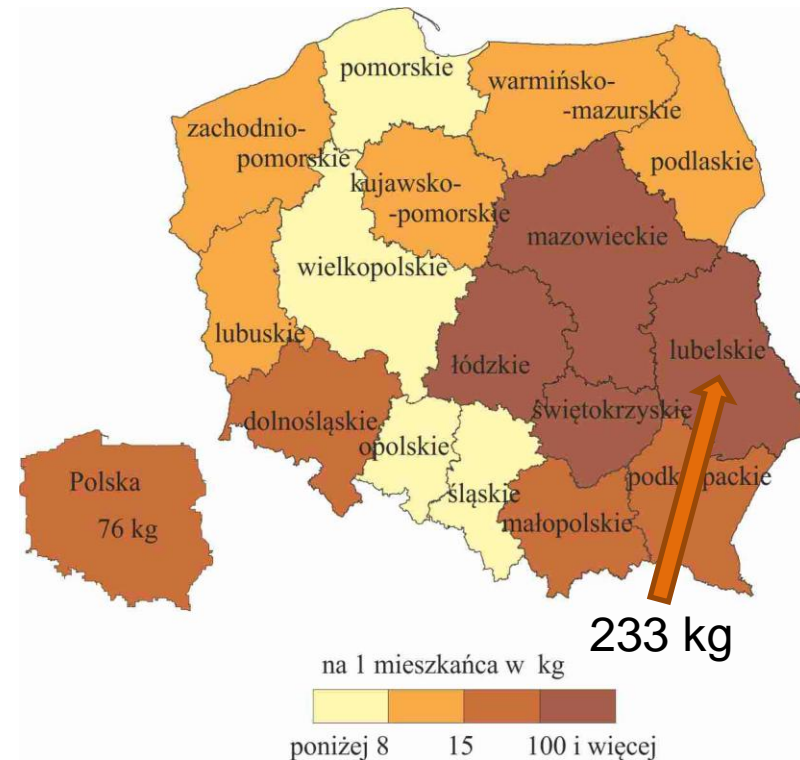 pomorskie
warmińsko-
-mazurskie
zachodnio-
pomorskie
podlaskie
kujawsko-
-pomorskie
mazowieckie
wielkopolskie
lubuskie
łódzkie
lubelskie
dolnośląskie
świętokrzyskie
opolskie
Polska
76 kg
śląskie
małopolskie
233 kg
na 1 mieszkańca w kg
poniżej 8 15 100 i więcej